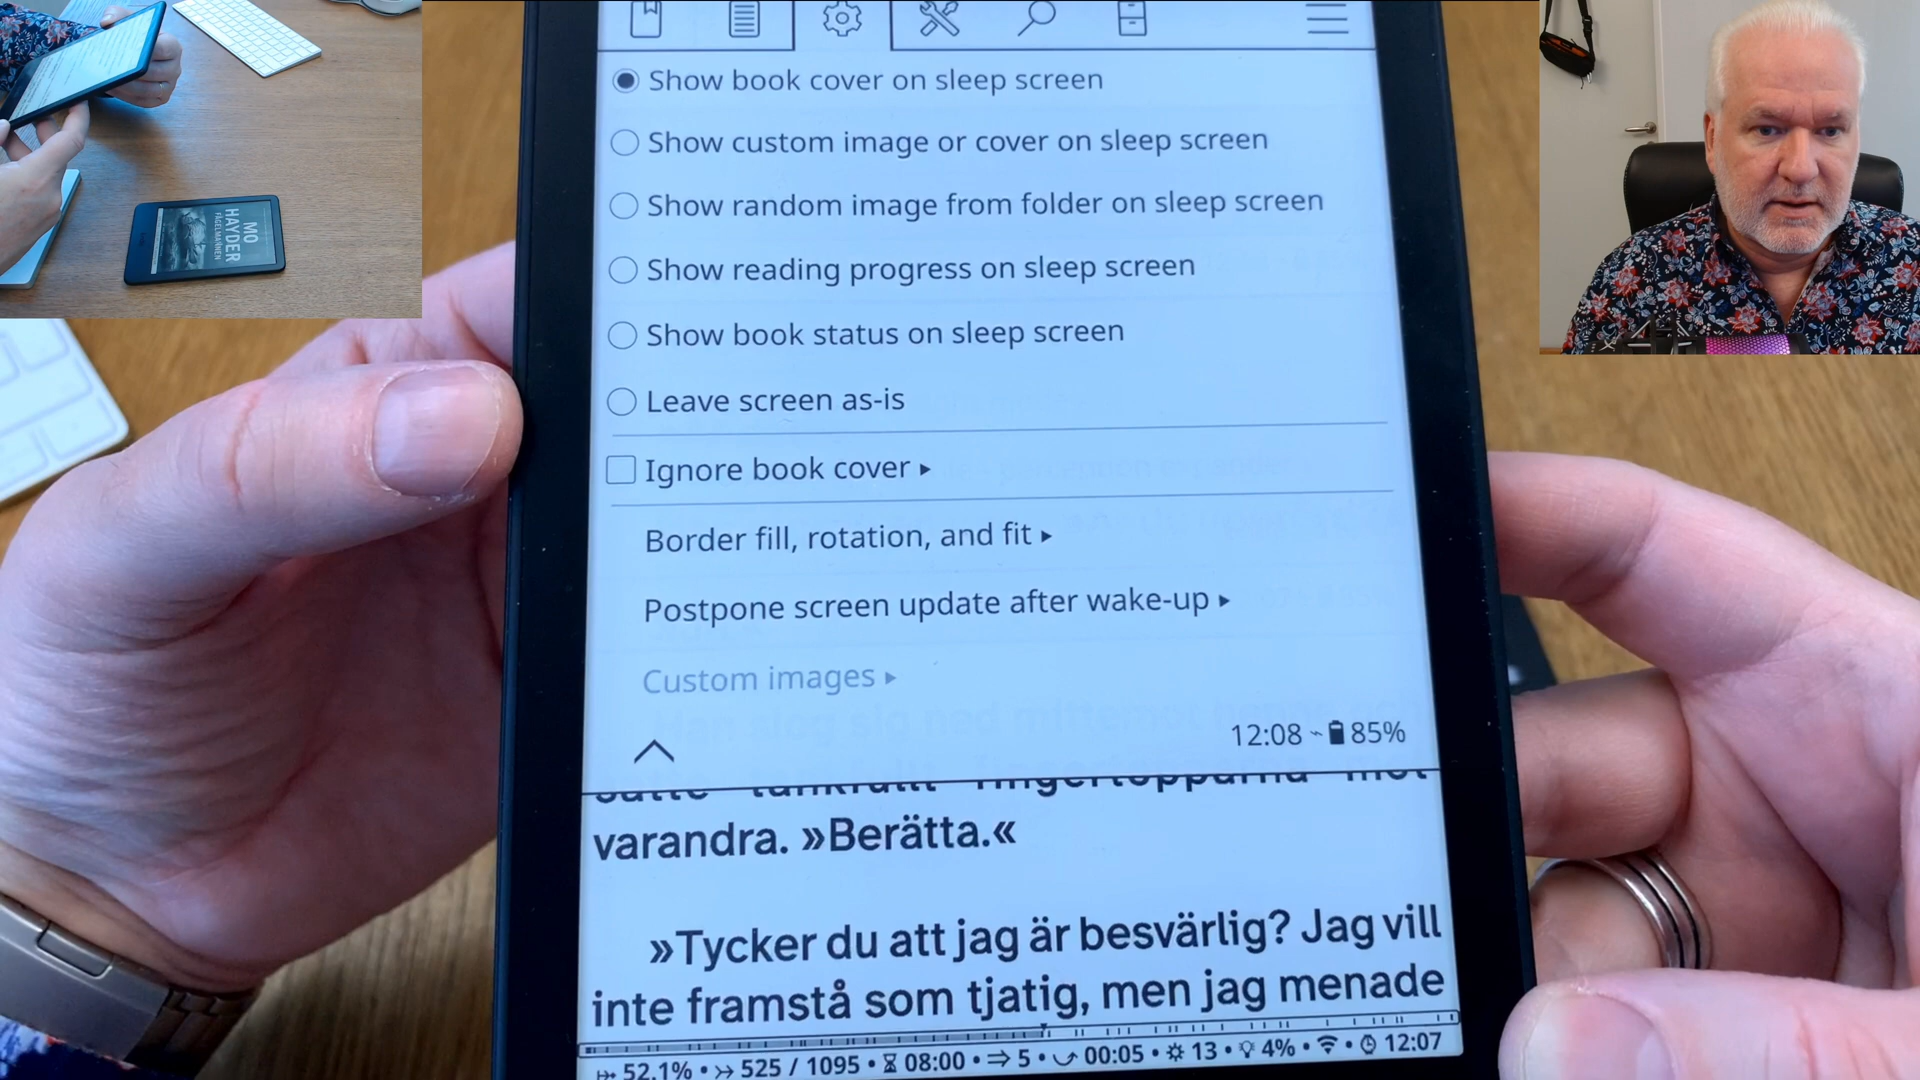 MO
HAYDER
FÅGELMANNEN
Show book cover on sleep screen
Show custom image or cover on sleep screen
Show random image from folder on sleep screen
Show reading progress on sleep screen
Show book status on sleep screen
Leave screen as-is
Ignore book cover ▸
Border fill, rotation, and fit ▸
Postpone screen update after wake-up ▸
Custom images ▸
12:08 ~ 85%
varandra. »Berätta.«
»Tycker du att jag är besvärlig? Jag vill
inte framstå som tjatig, men jag menade
52.1% • 525 / 1095 • 08:00 • ⇒ 5 • 00:05 • 13 • 4% • • 12:07